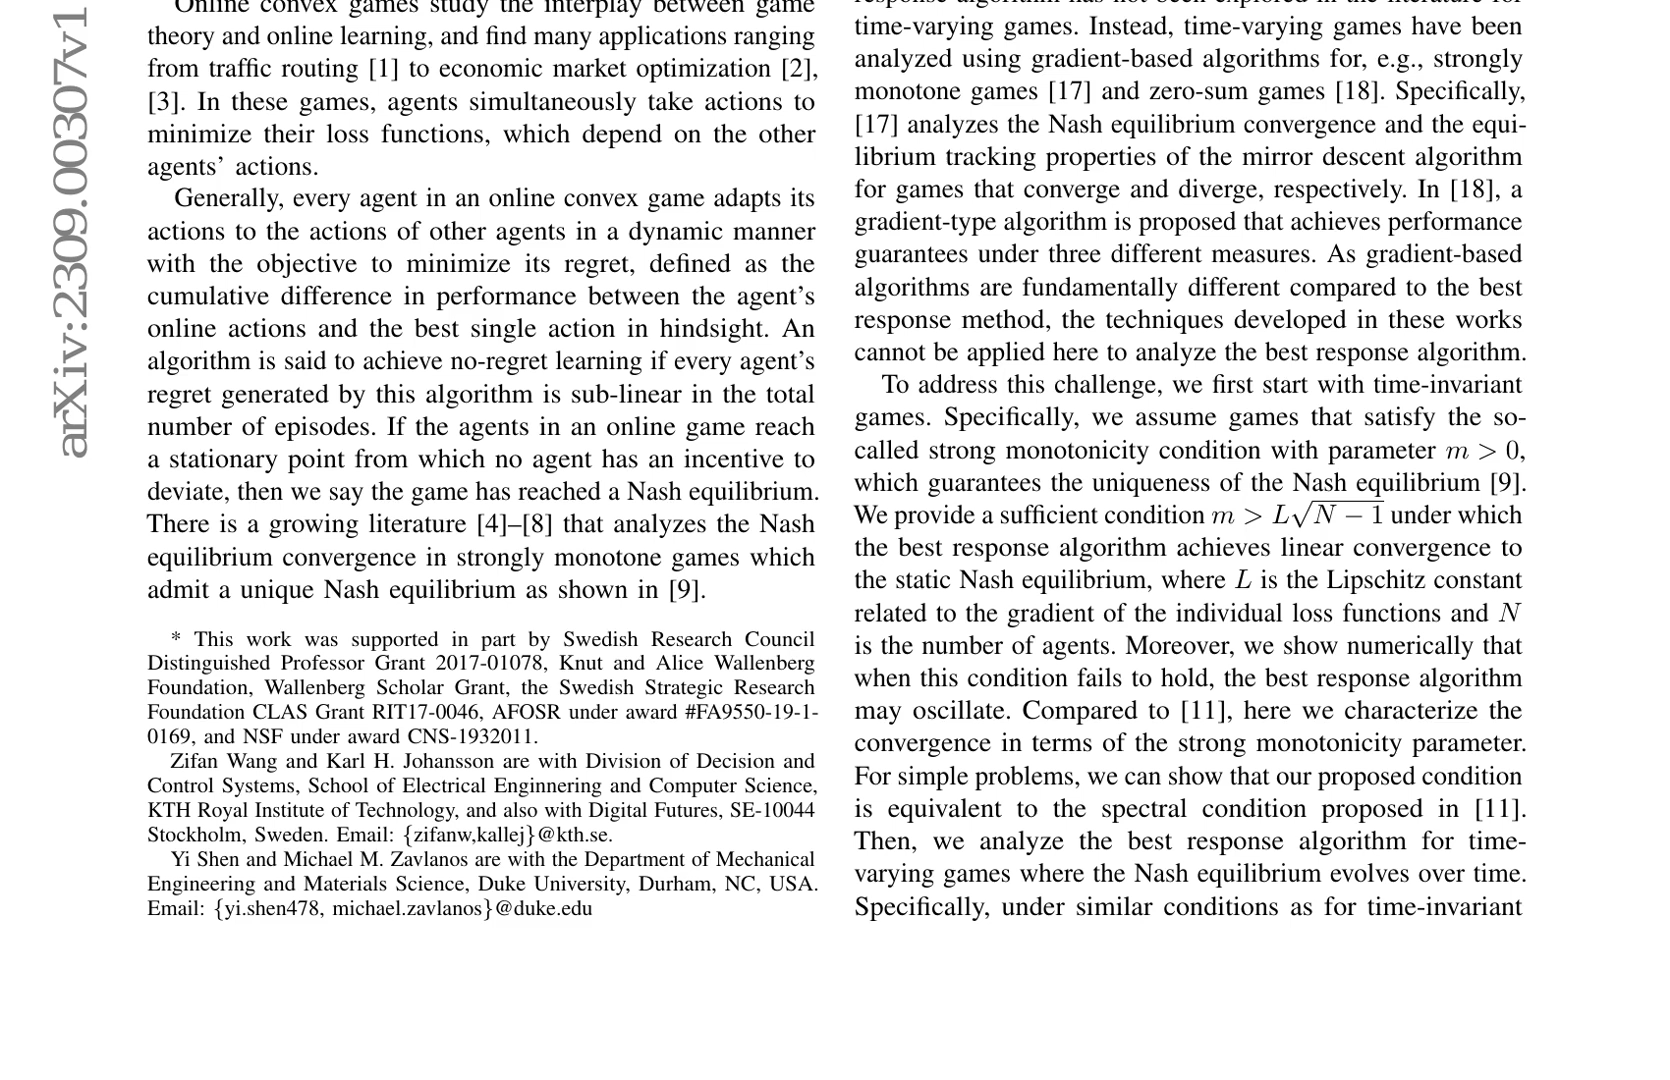 arXiv:2309.00307v1
Online convex games study the interplay between game
theory and online learning, and find many applications ranging
from traffic routing [1] to economic market optimization [2],
[3]. In these games, agents simultaneously take actions to
minimize their loss functions, which depend on the other
agents' actions.
Generally, every agent in an online convex game adapts its
actions to the actions of other agents in a dynamic manner
with the objective to minimize its regret, defined as the
cumulative difference in performance between the agent's
online actions and the best single action in hindsight. An
algorithm is said to achieve no-regret learning if every agent's
regret generated by this algorithm is sub-linear in the total
number of episodes. If the agents in an online game reach
a stationary point from which no agent has an incentive to
deviate, then we say the game has reached a Nash equilibrium.
There is a growing literature [4]–[8] that analyzes the Nash
equilibrium convergence in strongly monotone games which
admit a unique Nash equilibrium as shown in [9].
* This work was supported in part by Swedish Research Council
Distinguished Professor Grant 2017-01078, Knut and Alice Wallenberg
Foundation, Wallenberg Scholar Grant, the Swedish Strategic Research
Foundation CLAS Grant RIT17-0046, AFOSR under award #FA9550-19-1-
0169, and NSF under award CNS-1932011.
Zifan Wang and Karl H. Johansson are with Division of Decision and
Control Systems, School of Electrical Enginnering and Computer Science,
KTH Royal Institute of Technology, and also with Digital Futures, SE-10044
Stockholm, Sweden. Email: {zifanw,kallej}@kth.se.
Yi Shen and Michael M. Zavlanos are with the Department of Mechanical
Engineering and Materials Science, Duke University, Durham, NC, USA.
Email: {yi.shen478, michael.zavlanos}@duke.edu
response algorithm has not been explored in the literature for
time-varying games. Instead, time-varying games have been
analyzed using gradient-based algorithms for, e.g., strongly
monotone games [17] and zero-sum games [18]. Specifically,
[17] analyzes the Nash equilibrium convergence and the equi-
librium tracking properties of the mirror descent algorithm
for games that converge and diverge, respectively. In [18], a
gradient-type algorithm is proposed that achieves performance
guarantees under three different measures. As gradient-based
algorithms are fundamentally different compared to the best
response method, the techniques developed in these works
cannot be applied here to analyze the best response algorithm.
To address this challenge, we first start with time-invariant
games. Specifically, we assume games that satisfy the so-
called strong monotonicity condition with parameter m > 0,
which guarantees the uniqueness of the Nash equilibrium [9].
We provide a sufficient condition m > L√N − 1 under which
the best response algorithm achieves linear convergence to
the static Nash equilibrium, where L is the Lipschitz constant
related to the gradient of the individual loss functions and N
is the number of agents. Moreover, we show numerically that
when this condition fails to hold, the best response algorithm
may oscillate. Compared to [11], here we characterize the
convergence in terms of the strong monotonicity parameter.
For simple problems, we can show that our proposed condition
is equivalent to the spectral condition proposed in [11].
Then, we analyze the best response algorithm for time-
varying games where the Nash equilibrium evolves over time.
Specifically, under similar conditions as for time-invariant